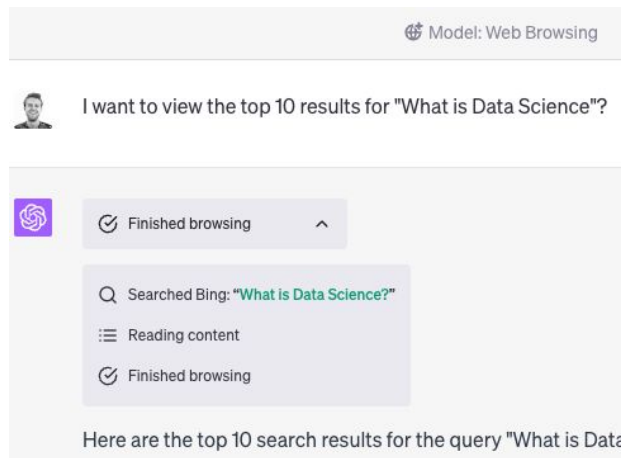 Model: Web Browsing
I want to view the top 10 results for "What is Data Science"?
Finished browsing
Searched Bing: “What is Data Science?”
Reading content
Finished browsing
Here are the top 10 search results for the query "What is Data